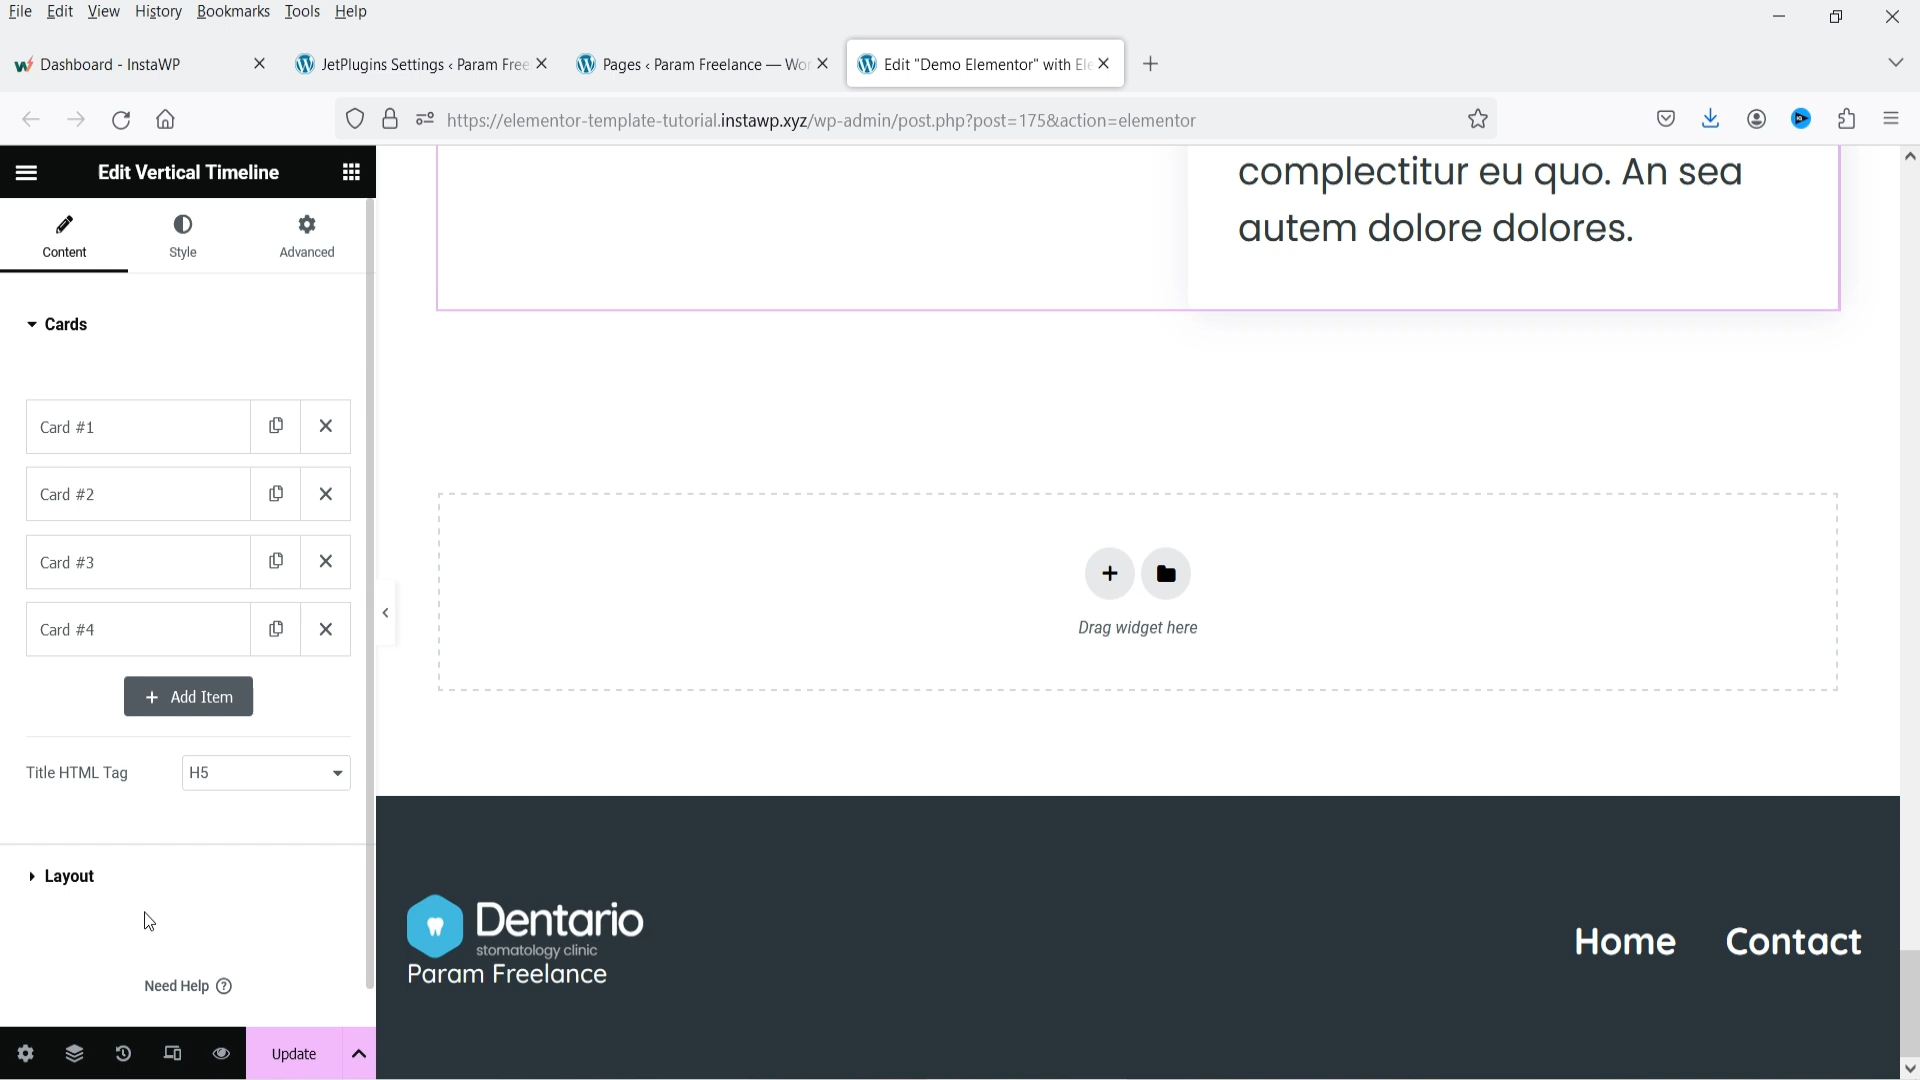 File Edit View History Bookmarks Tools Help
Dashboard - InstaWP
JetPlugins Settings ‹ Param Free
Pages ‹ Param Freelance — Wor
Edit "Demo Elementor" with Ele
https://elementor-template-tutorial.instawp.xyz/wp-admin/post.php?post=175&action=elementor
Edit Vertical Timeline
Content Style Advanced
Cards
Card #1
Card #2
Card #3
Card #4
+ Add Item
Title HTML Tag H5
Layout
Need Help ?
Update
complectitur eu quo. An sea
autem dolore dolores.
Drag widget here
Dentario
stomatology clinic
Param Freelance
Home Contact